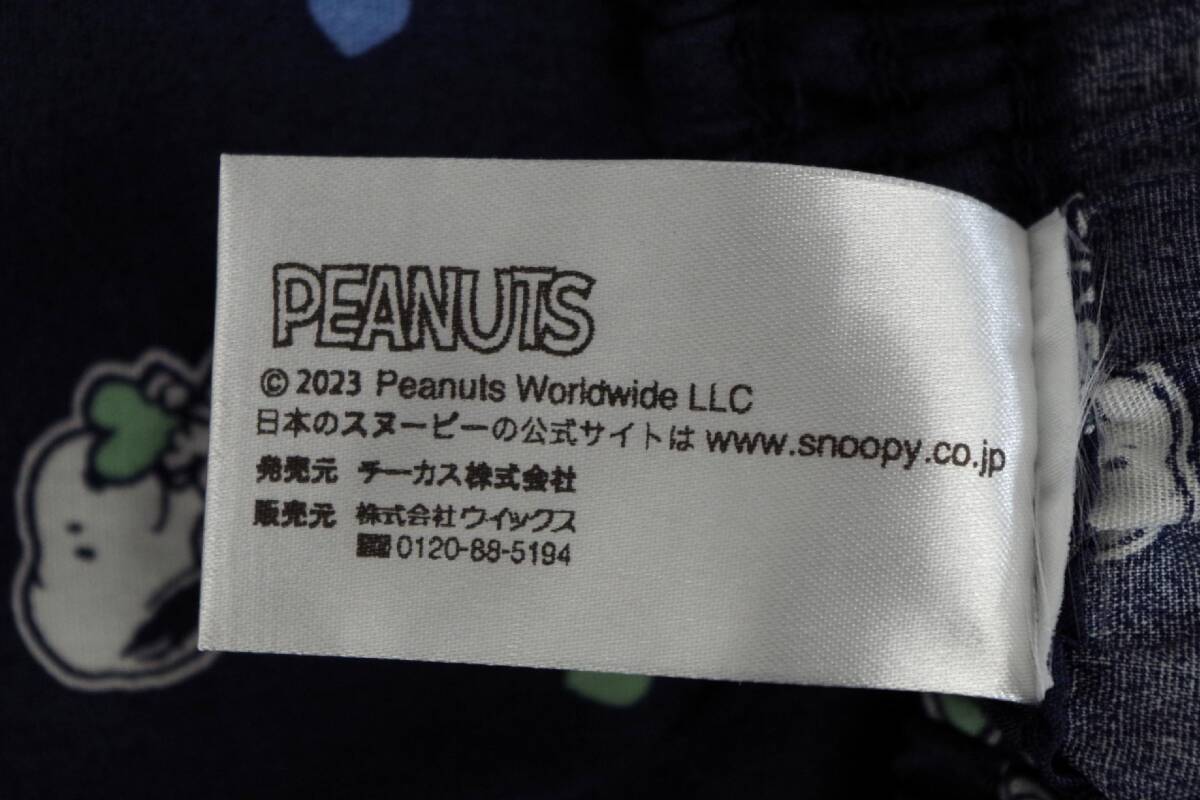 PEANUTS
© 2023 Peanuts Worldwide LLC
日本のスヌーピーの公式サイトは www.snoopy.co.jp
発売元 チーカス株式会社
販売元 株式会社ウイックス
0120-88-5194